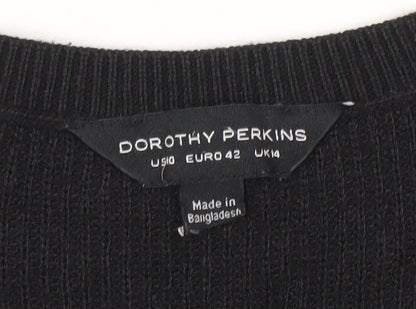 DOROTHY PERKINS
US10 EURO 42 UK14
Made in
Bangladesh